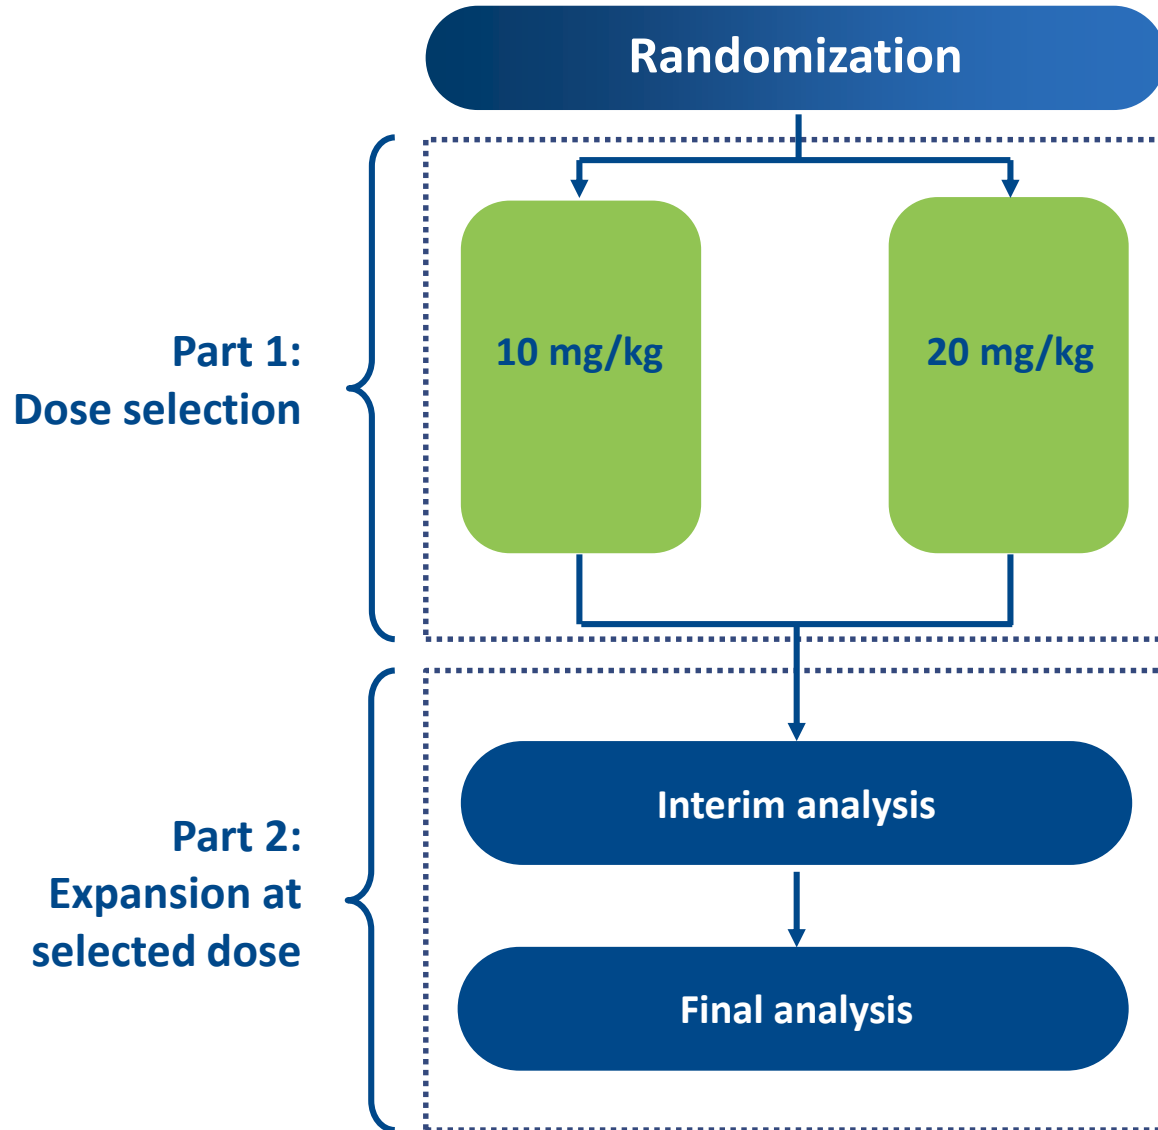 Randomization
Part 1:
Dose selection
10 mg/kg
20 mg/kg
Part 2:
Expansion at
selected dose
Interim analysis
Final analysis